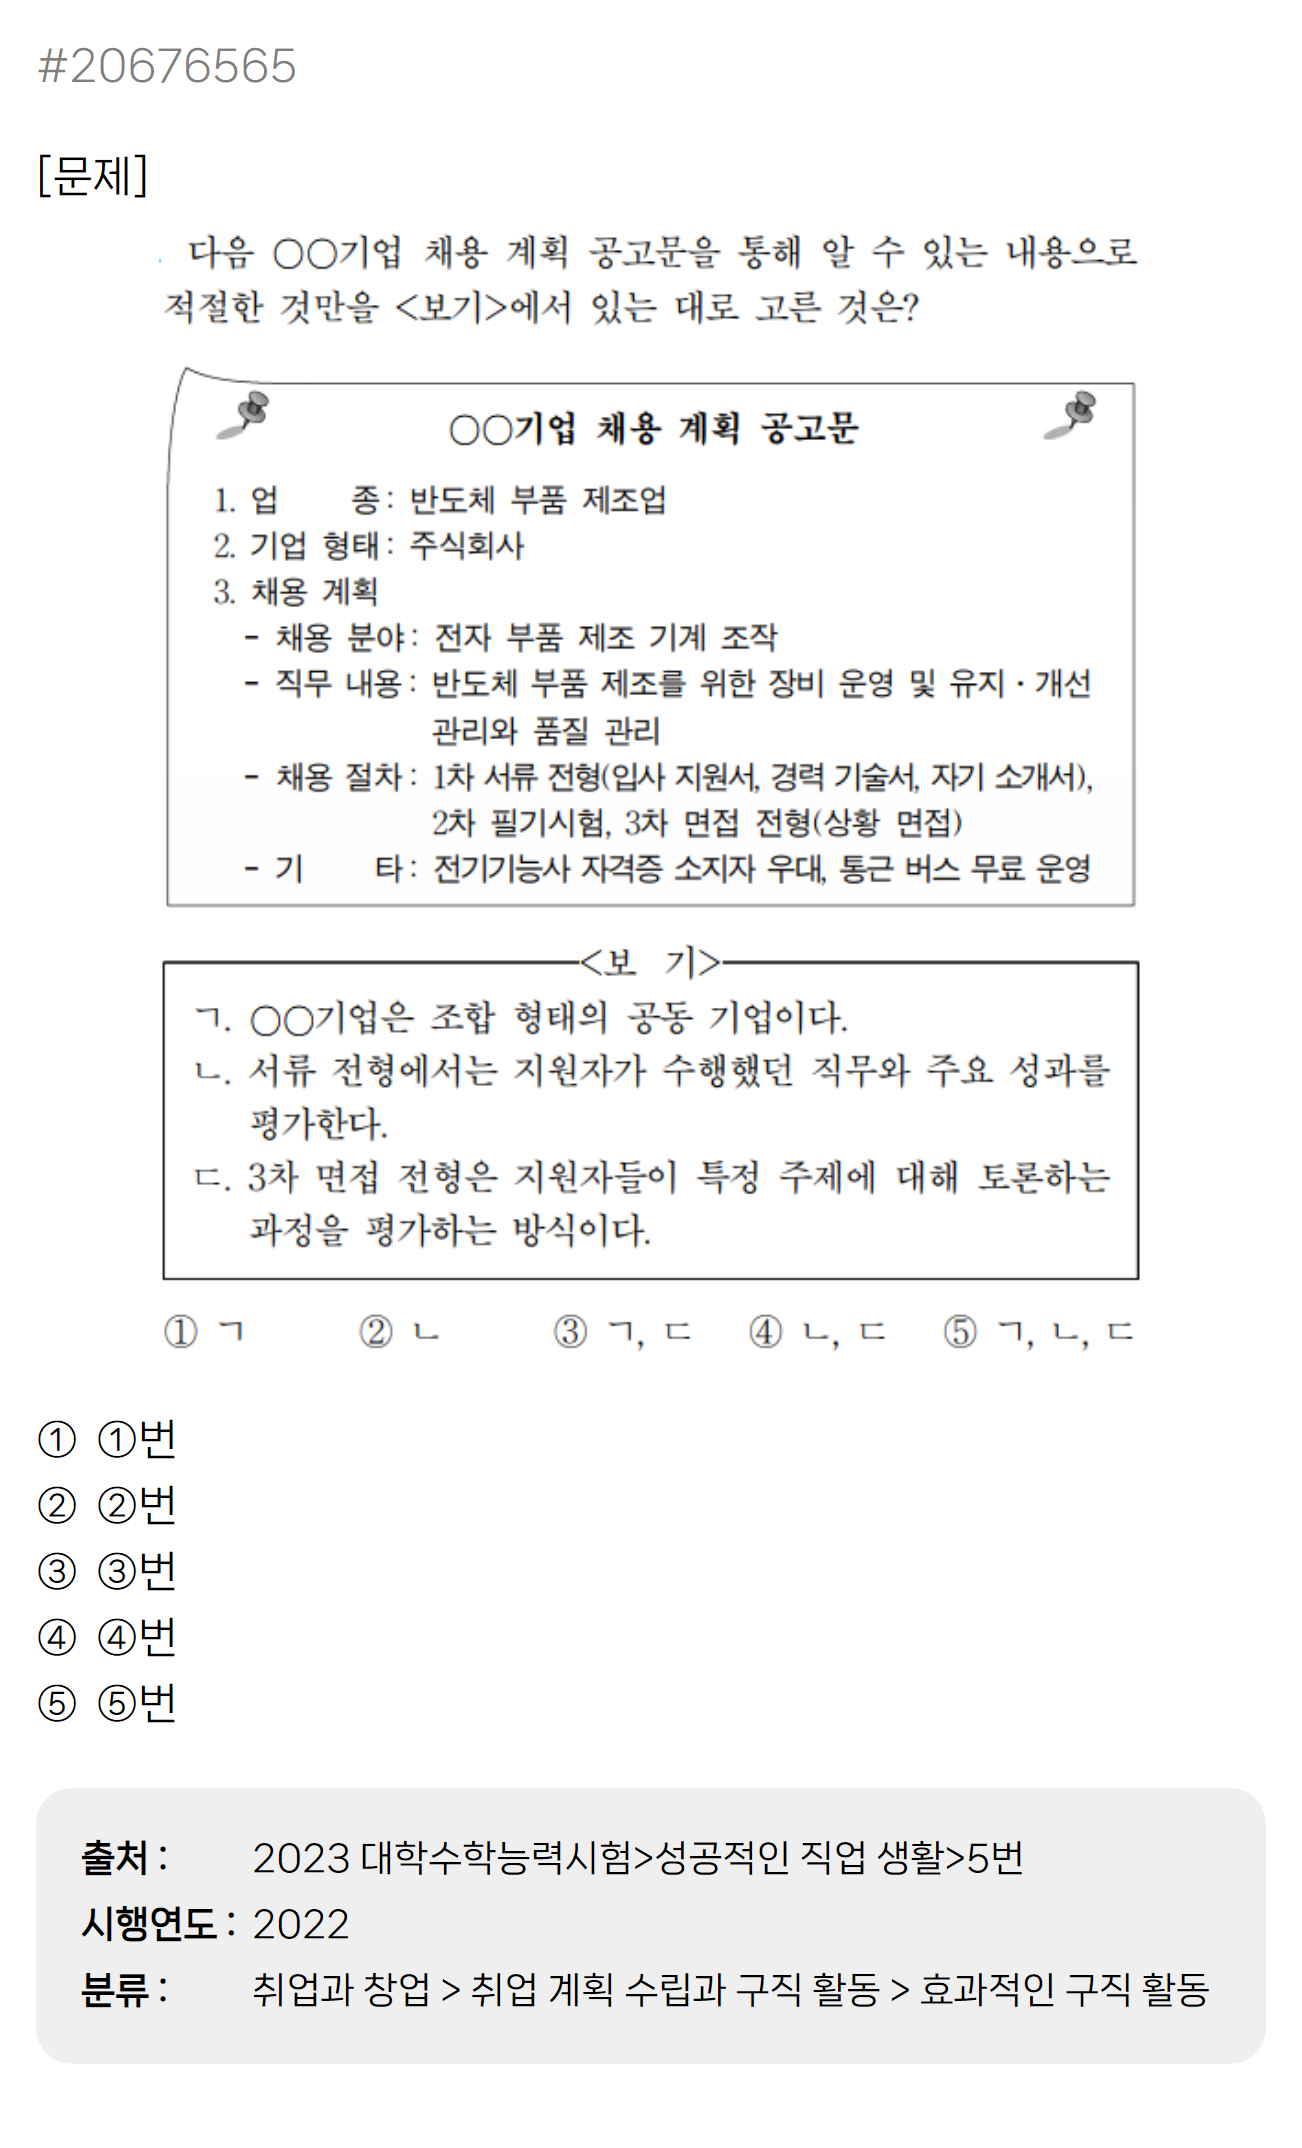 #20676565
[문제]
다음 ○○기업 채용 계획 공고문을 통해 알 수 있는 내용으로
적절한 것만을 <보기>에서 있는 대로 고른 것은?
○○기업 채용 계획 공고문
1. 업 종: 반도체 부품 제조업
2. 기업 형태: 주식회사
3. 채용 계획
- 채용 분야: 전자 부품 제조 기계 조작
- 직무 내용: 반도체 부품 제조를 위한 장비 운영 및 유지·개선
관리와 품질 관리
- 채용 절차: 1차 서류 전형(입사 지원서, 경력 기술서, 자기 소개서),
2차 필기시험, 3차 면접 전형(상황 면접)
- 기 타: 전기기능사 자격증 소지자 우대, 통근 버스 무료 운영
<보 기>
ㄱ. ○○기업은 조합 형태의 공동 기업이다.
ㄴ. 서류 전형에서는 지원자가 수행했던 직무와 주요 성과를
평가한다.
ㄷ. 3차 면접 전형은 지원자들이 특정 주제에 대해 토론하는
과정을 평가하는 방식이다.
① ㄱ ② ㄴ ③ ㄱ, ㄷ ④ ㄴ, ㄷ ⑤ ㄱ, ㄴ, ㄷ
① ①번
② ②번
③ ③번
④ ④번
⑤ ⑤번
출처 : 2023 대학수학능력시험>성공적인 직업 생활>5번
시행연도 : 2022
분류 : 취업과 창업 > 취업 계획 수립과 구직 활동 > 효과적인 구직 활동